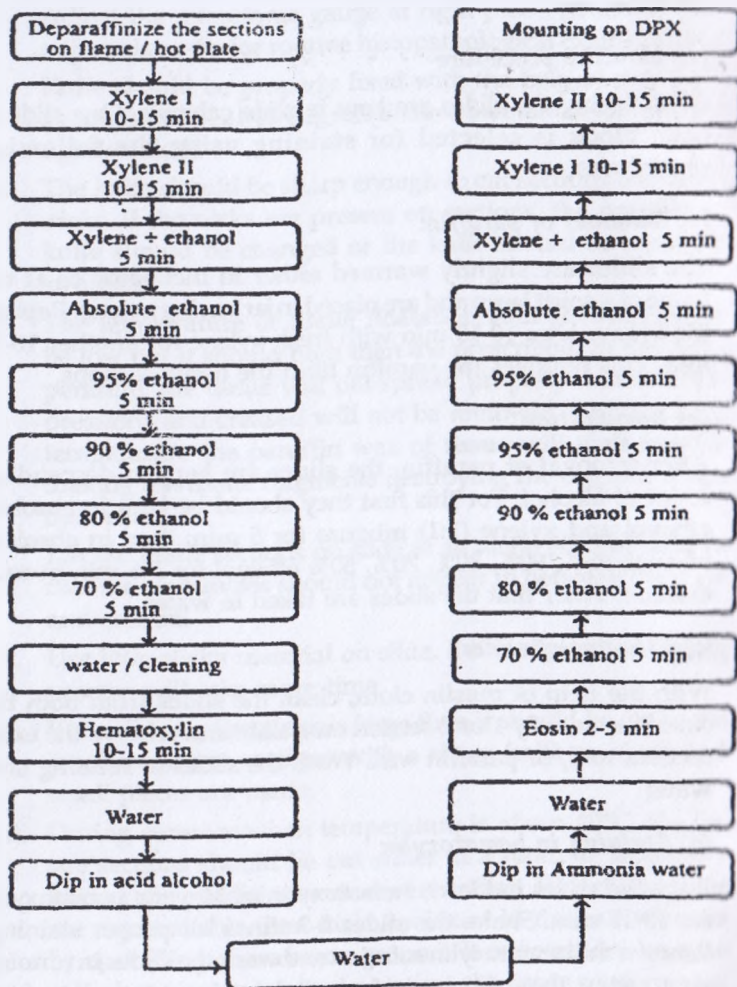 Deparaffinize the sections
on flame / hot plate
Xylene I
10-15 min
Xylene II
10-15 min
Xylene + ethanol
5 min
Absolute ethanol
5 min
95% ethanol
5 min
90 % ethanol
5 min
80 % ethanol
5 min
70 % ethanol
5 min
water / cleaning
Hematoxylin
10-15 min
Water
Dip in acid alcohol
Mounting on DPX
Xylene II 10-15 min
Xylene I 10-15 min
Xylene + ethanol 5 min
Absolute, ethanol 5 min
95% ethanol 5 min
95% ethanol 5 min
90 % ethanol 5 min
80 % ethanol 5 min
70 % ethanol 5 min
Eosin 2-5 min
Water
Dip in Ammonia water
Water